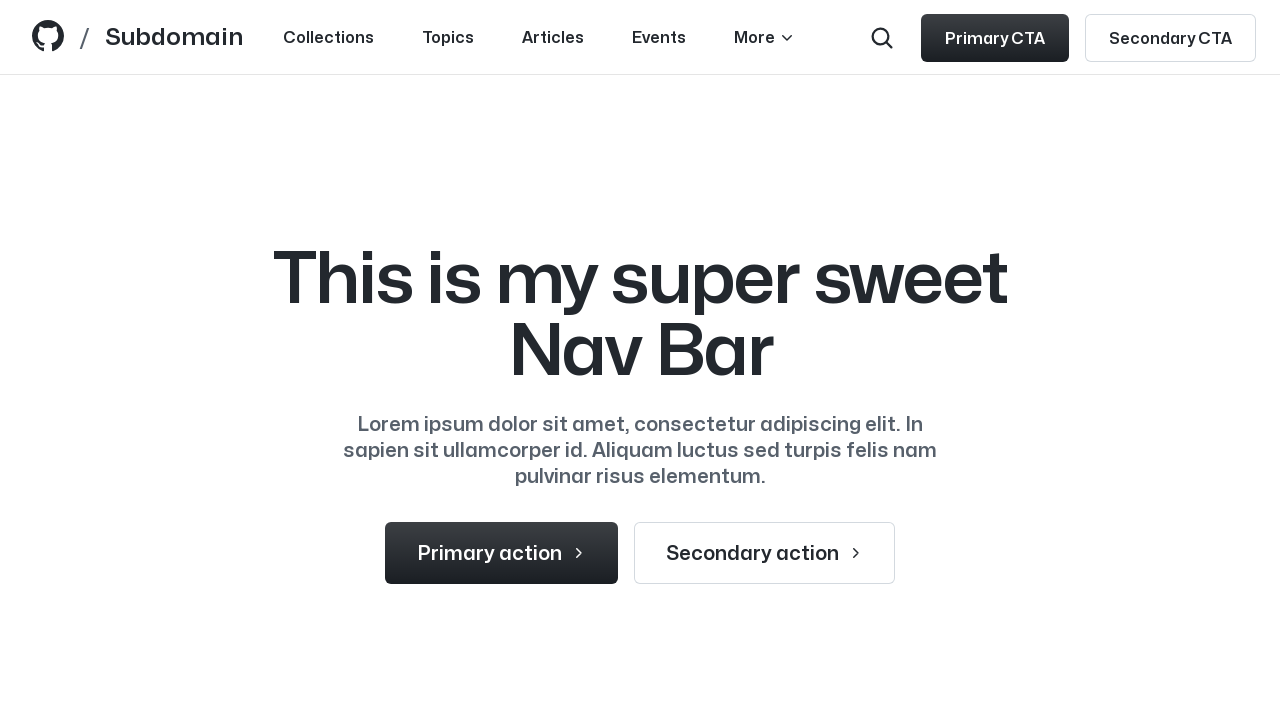 / Subdomain Collections Topics Articles Events More Primary CTA Secondary CTA
This is my super sweet
Nav Bar
Lorem ipsum dolor sit amet, consectetur adipiscing elit. In
sapien sit ullamcorper id. Aliquam luctus sed turpis felis nam
pulvinar risus elementum.
Primary action Secondary action